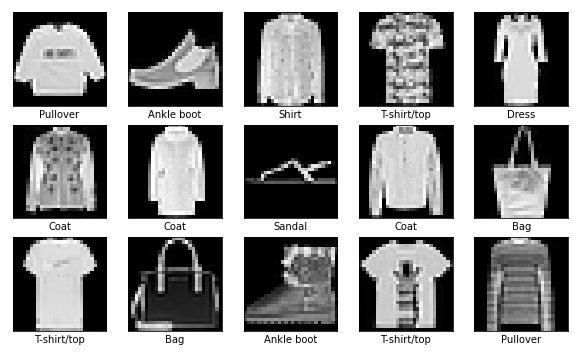 Pullover
Ankle boot
Shirt
T-shirt/top
Dress
Coat
Coat
Sandal
Coat
Bag
T-shirt/top
Bag
Ankle boot
T-shirt/top
Pullover